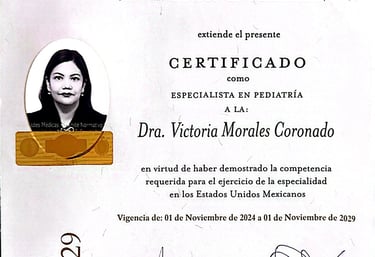 extiende el presente
CERTIFICADO
como
ESPECIALISTA EN PEDIATRÍA
A LA:
Dra. Victoria Morales Coronado
en virtud de haber demostrado la competencia
requerida para el ejercicio de la especialidad
en los Estados Unidos Mexicanos
Vigencia de: 01 de Noviembre de 2024 a 01 de Noviembre de 2029
29